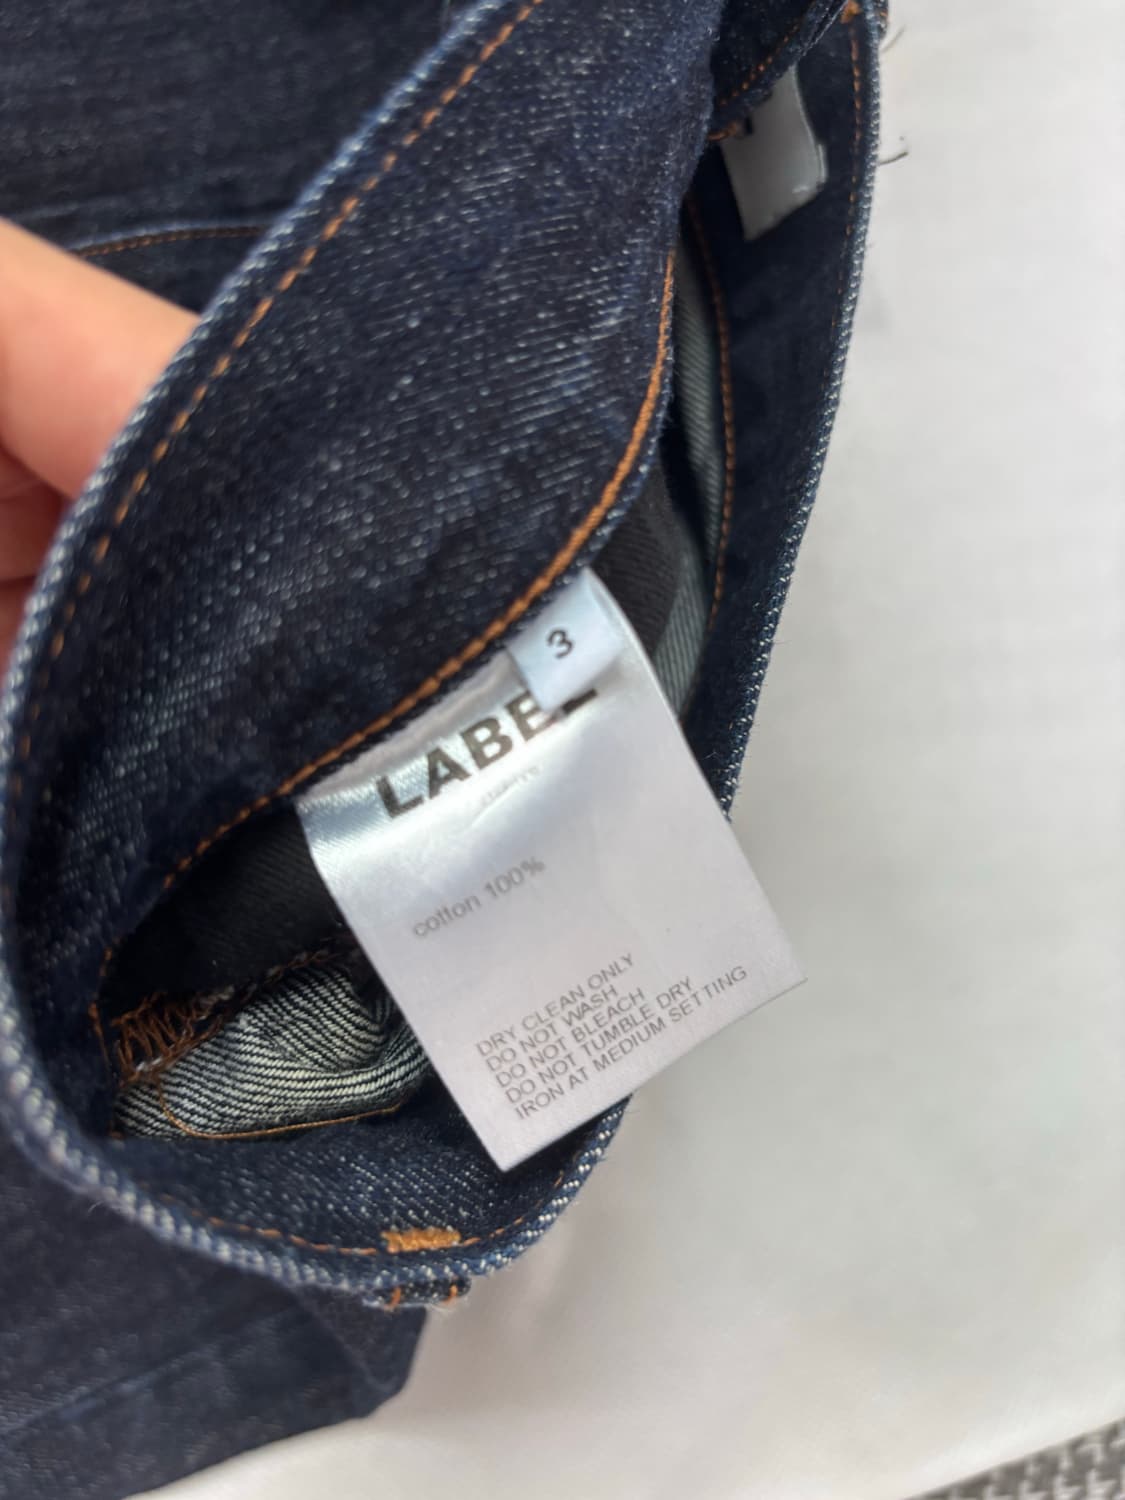 3
LABEL
cotton 100%
DRY CLEAN ONLY
DO NOT WASH
DO NOT BLEACH
DO NOT TUMBLE DRY
IRON AT MEDIUM SETTING